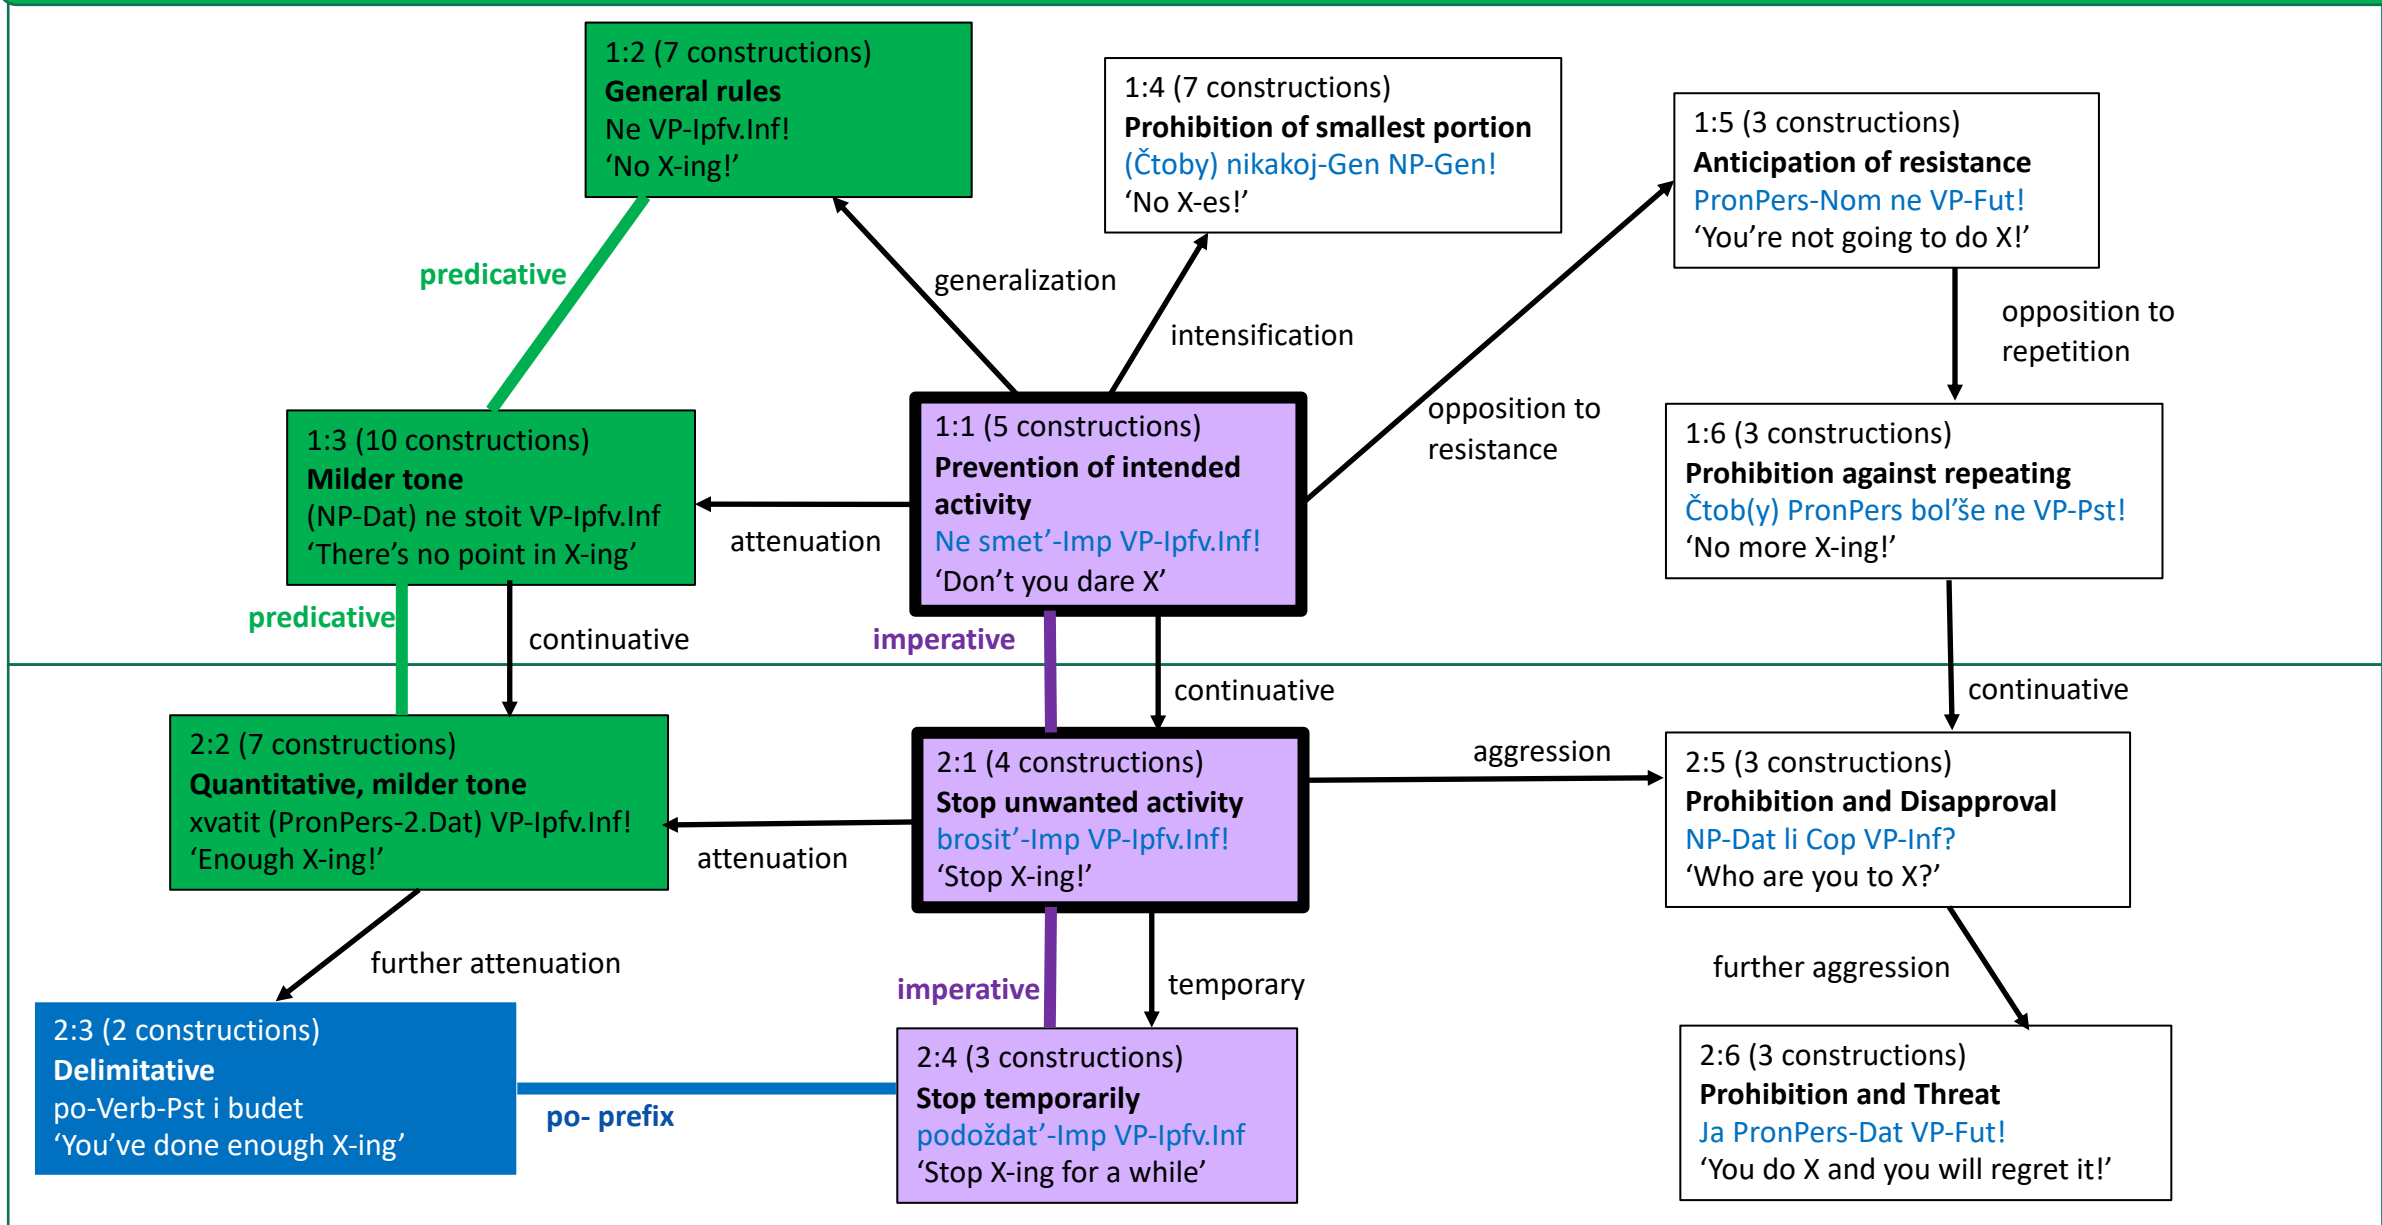 1:2 (7 constructions)
General rules
Ne VP-Ipfv.Inf!
‘No X-ing!’
1:4 (7 constructions)
Prohibition of smallest portion
(Čtoby) nikakoj-Gen NP-Gen!
‘No X-es!’
1:5 (3 constructions)
Anticipation of resistance
PronPers-Nom ne VP-Fut!
‘You’re not going to do X!’
predicative
generalization
intensification
opposition to
resistance
opposition to
repetition
1:3 (10 constructions)
Milder tone
(NP-Dat) ne stoit VP-Ipfv.Inf
‘There’s no point in X-ing’
attenuation
1:1 (5 constructions)
Prevention of intended
activity
Ne smet’-Imp VP-Ipfv.Inf!
‘Don’t you dare X’
1:6 (3 constructions)
Prohibition against repeating
Čtob(y) PronPers bol’še ne VP-Pst!
‘No more X-ing!’
predicative
continuative
imperative
continuative
continuative
2:2 (7 constructions)
Quantitative, milder tone
xvatit (PronPers-2.Dat) VP-Ipfv.Inf!
‘Enough X-ing!’
attenuation
2:1 (4 constructions)
Stop unwanted activity
brosit’-Imp VP-Ipfv.Inf!
‘Stop X-ing!’
aggression
2:5 (3 constructions)
Prohibition and Disapproval
NP-Dat li Cop VP-Inf?
‘Who are you to X?’
further attenuation
imperative
temporary
further aggression
2:3 (2 constructions)
Delimitative
po-Verb-Pst i budet
‘You’ve done enough X-ing’
po- prefix
2:4 (3 constructions)
Stop temporarily
podoždat’-Imp VP-Ipfv.Inf
‘Stop X-ing for a while’
2:6 (3 constructions)
Prohibition and Threat
Ja PronPers-Dat VP-Fut!
‘You do X and you will regret it!’